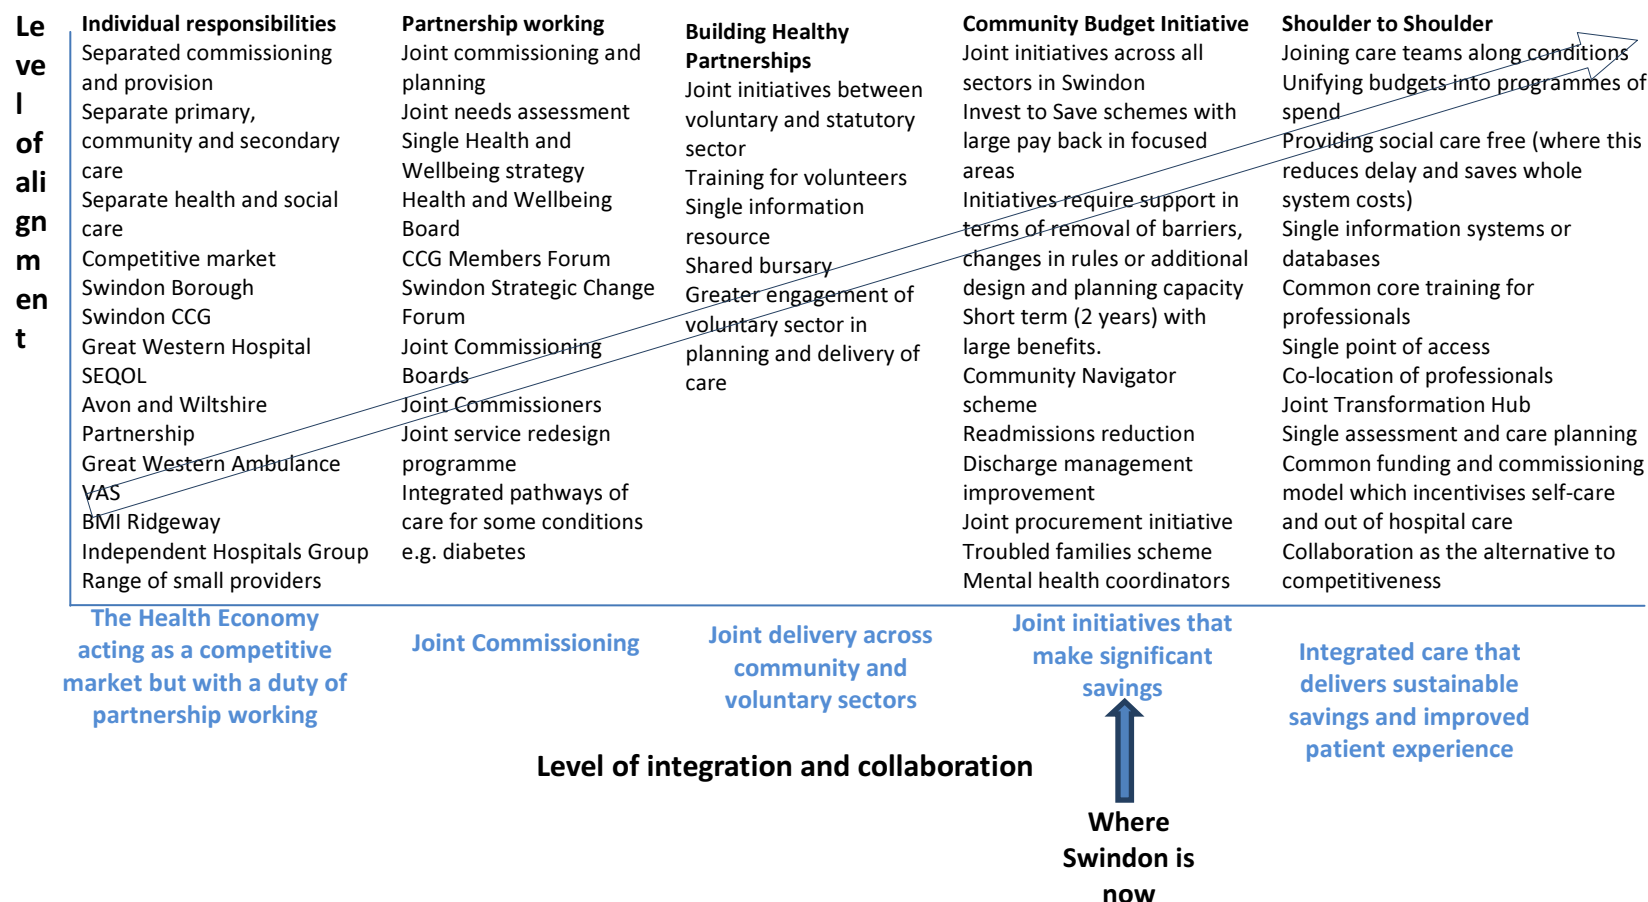 Le
ve
l
of
ali
gn
m
en
t
Individual responsibilities
Separated commissioning
and provision
Separate primary,
community and secondary
care
Separate health and social
care
Competitive market
Swindon Borough
Swindon CCG
Great Western Hospital
SEQOL
Avon and Wiltshire
Partnership
Great Western Ambulance
VAS
BMI Ridgeway
Independent Hospitals Group
Range of small providers
Partnership working
Joint commissioning and
planning
Joint needs assessment
Single Health and
Wellbeing strategy
Health and Wellbeing
Board
CCG Members Forum
Swindon Strategic Change
Forum
Joint Commissioning
Boards
Joint Commissioners
Joint service redesign
programme
Integrated pathways of
care for some conditions
e.g. diabetes
Building Healthy
Partnerships
Joint initiatives between
voluntary and statutory
sector
Training for volunteers
Single information
resource
Shared bursary
Greater engagement of
voluntary sector in
planning and delivery of
care
Community Budget Initiative
Joint initiatives across all
sectors in Swindon
Invest to Save schemes with
large pay back in focused
areas
Initiatives require support in
terms of removal of barriers,
changes in rules or additional
design and planning capacity
Short term (2 years) with
large benefits.
Community Navigator
scheme
Readmissions reduction
Discharge management
improvement
Joint procurement initiative
Troubled families scheme
Mental health coordinators
Shoulder to Shoulder
Joining care teams along conditions
Unifying budgets into programmes of
spend
Providing social care free (where this
reduces delay and saves whole
system costs)
Single information systems or
databases
Common core training for
professionals
Single point of access
Co-location of professionals
Joint Transformation Hub
Single assessment and care planning
Common funding and commissioning
model which incentivises self-care
and out of hospital care
Collaboration as the alternative to
competitiveness
The Health Economy
acting as a competitive
market but with a duty of
partnership working
Joint Commissioning
Joint delivery across
community and
voluntary sectors
Joint initiatives that
make significant
savings
Integrated care that
delivers sustainable
savings and improved
patient experience
Level of integration and collaboration
Where
Swindon is
now